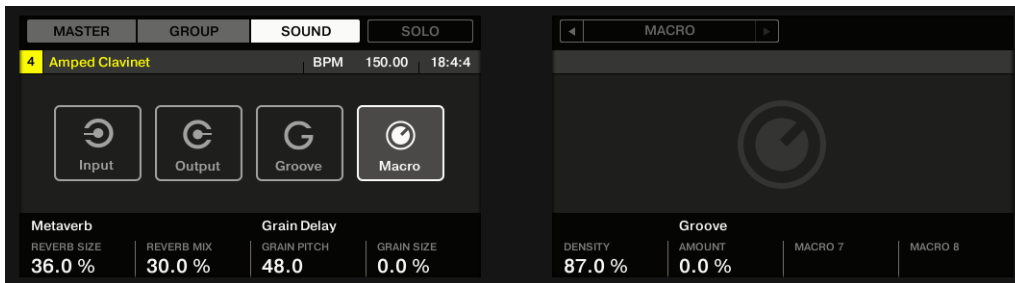 MASTER GROUP SOUND SOLO
4 Amped Clavinet BPM 150.00 18:4:4
Input Output Groove Macro
Metaverb Grain Delay
REVERB SIZE REVERB MIX GRAIN PITCH GRAIN SIZE
36.0 % 30.0 % 48.0 0.0 %
MACRO
Groove
DENSITY AMOUNT MACRO 7 MACRO 8
87.0 % 0.0 %